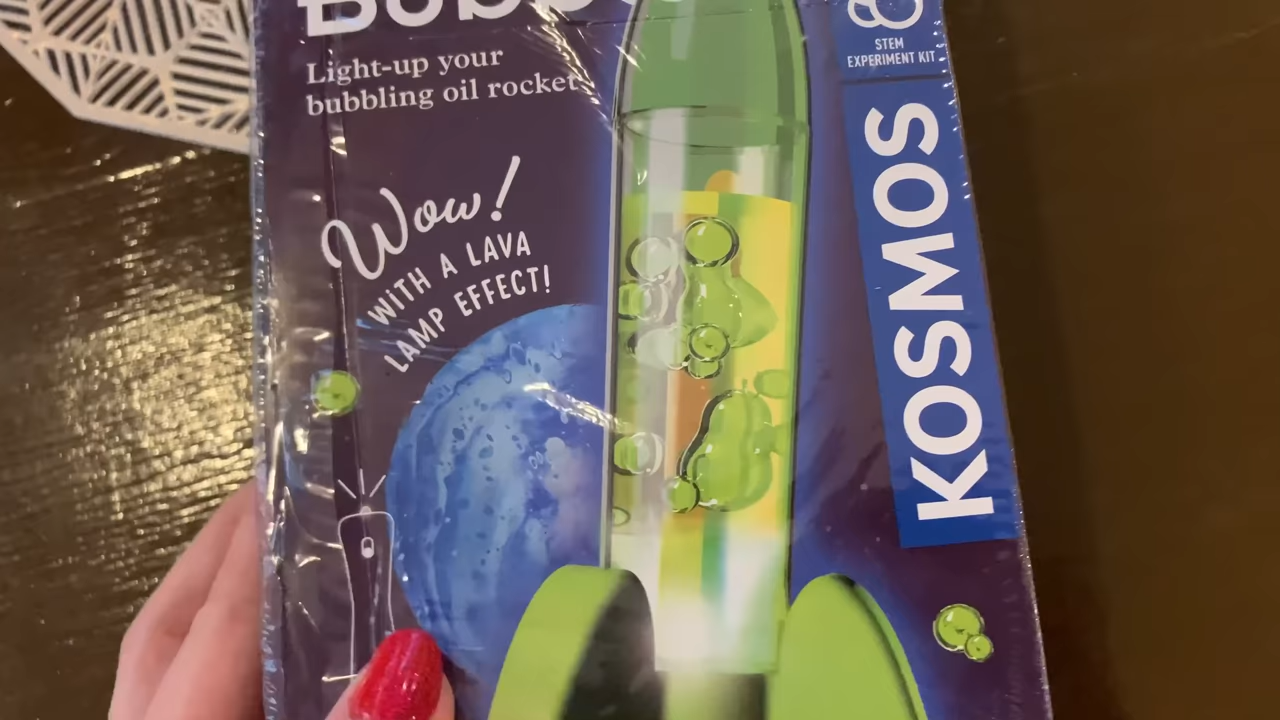 Light-up your
bubbling oil rocket
Wow!
WITH A LAVA
LAMP EFFECT!
STEM
EXPERIMENT KIT
KOSMOS